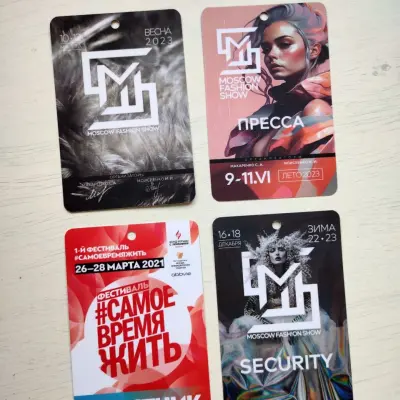 ВЕСНА
2023
MOSCOW FASHION SHOW
MOSCOW
FASHION
SHOW
ПРЕССА
9-11.VI
ЛЕТО 2023
1-Й ФЕСТИВАЛЬ
#САМОЕВРЕМЯЖИТЬ
26-28 МАРТА 2021
abbvie
ФЕСТИВАЛЬ
#САМОЕ
ВРЕМЯ
ЖИТЬ
16•18
ДЕКАБРЯ
ЗИМА
22•23
MOSCOW FASHION SHOW
SECURITY